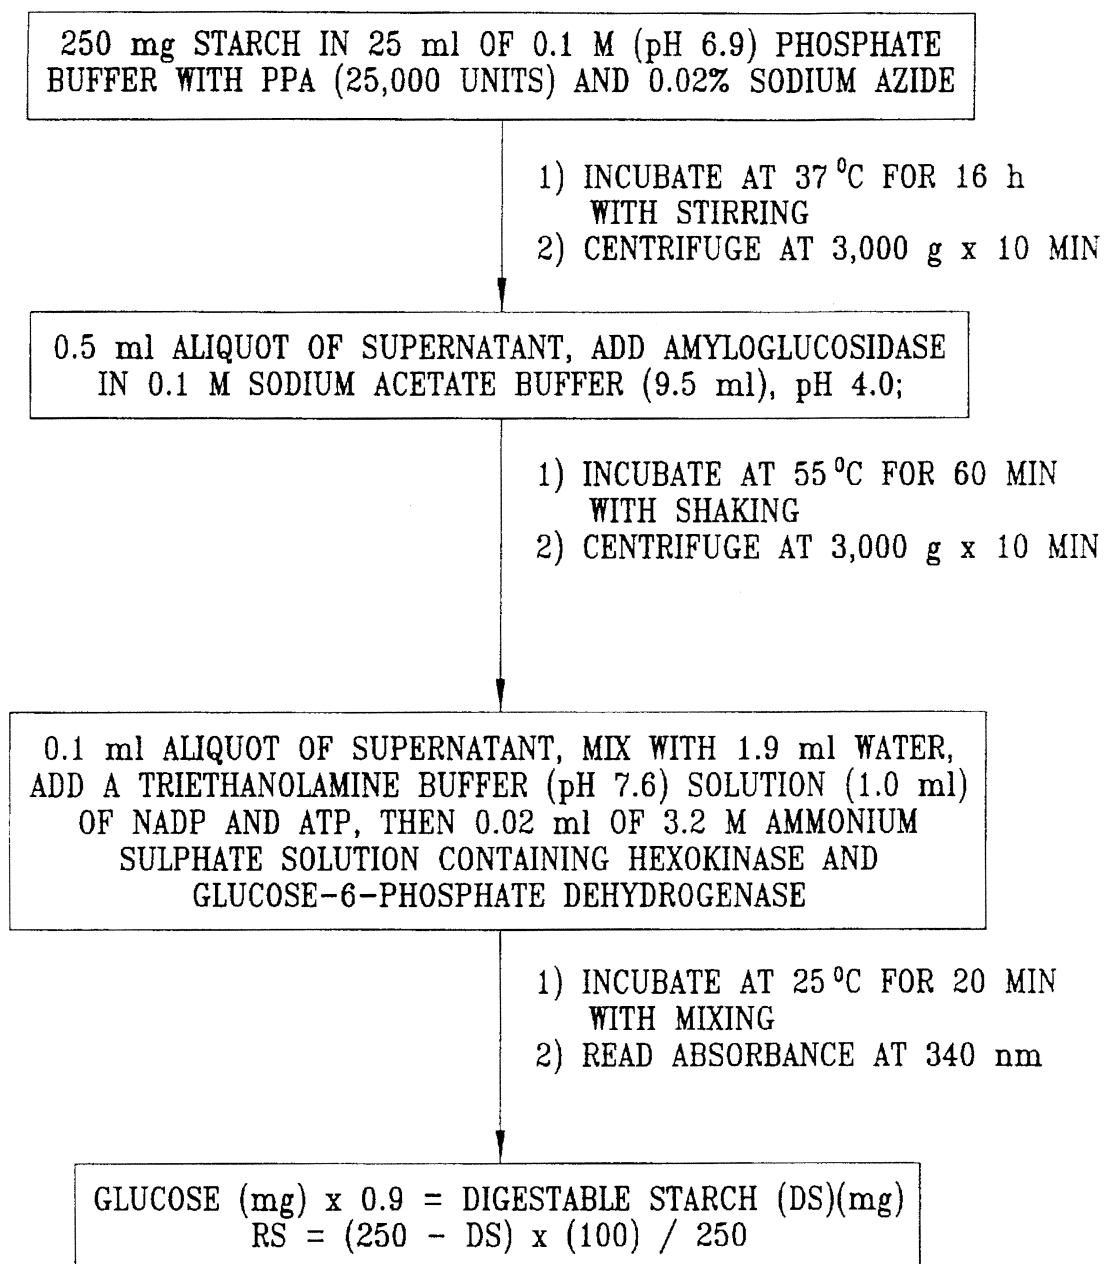 250 mg STARCH IN 25 ml OF 0.1 M (pH 6.9) PHOSPHATE
BUFFER WITH PPA (25,000 UNITS) AND 0.02% SODIUM AZIDE
1) INCUBATE AT 37 ⁰C FOR 16 h
WITH STIRRING
2) CENTRIFUGE AT 3,000 g x 10 MIN
0.5 ml ALIQUOT OF SUPERNATANT, ADD AMYLOGLUCOSIDASE
IN 0.1 M SODIUM ACETATE BUFFER (9.5 ml), pH 4.0;
1) INCUBATE AT 55 ⁰C FOR 60 MIN
WITH SHAKING
2) CENTRIFUGE AT 3,000 g x 10 MIN
0.1 ml ALIQUOT OF SUPERNATANT, MIX WITH 1.9 ml WATER,
ADD A TRIETHANOLAMINE BUFFER (pH 7.6) SOLUTION (1.0 ml)
OF NADP AND ATP, THEN 0.02 ml OF 3.2 M AMMONIUM
SULPHATE SOLUTION CONTAINING HEXOKINASE AND
GLUCOSE-6-PHOSPHATE DEHYDROGENASE
1) INCUBATE AT 25 ⁰C FOR 20 MIN
WITH MIXING
2) READ ABSORBANCE AT 340 nm
GLUCOSE (mg) x 0.9 = DIGESTABLE STARCH (DS)(mg)
RS = (250 - DS) x (100) / 250